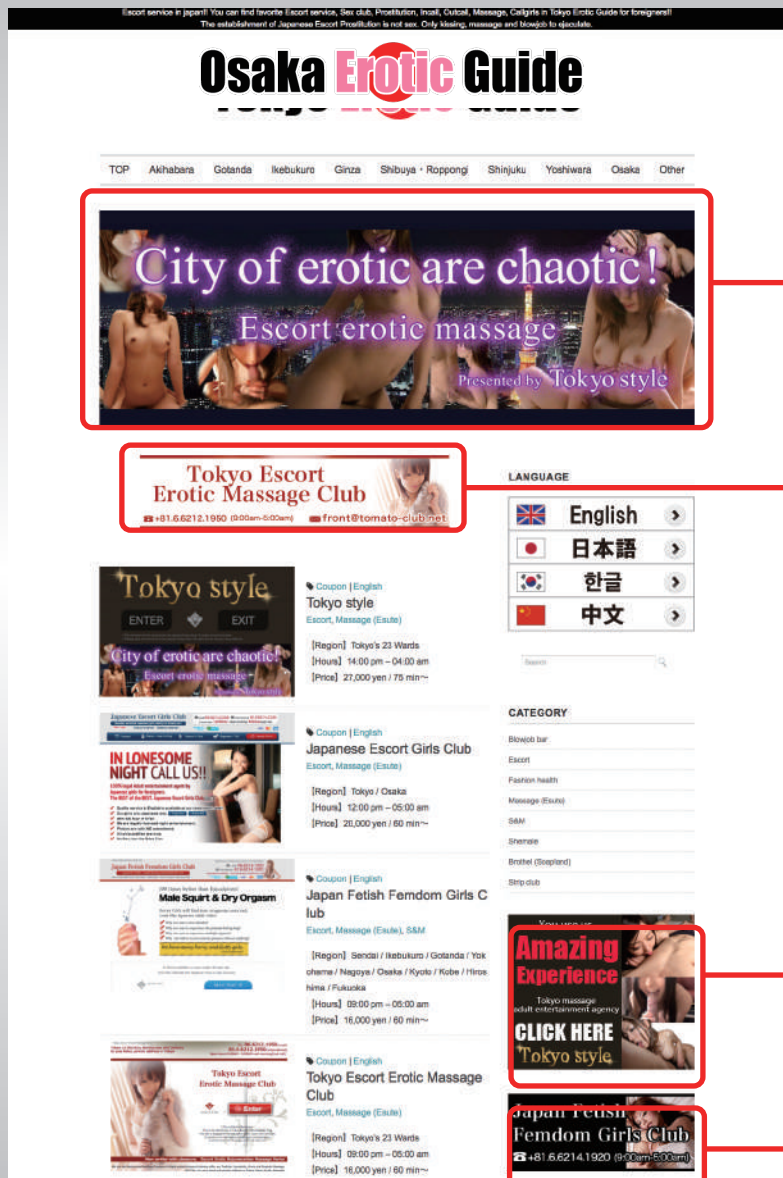 Escort service in japan!! You can find favorite Escort service, Sex club, Prostitution, Incall, Outcall, Massage, Callgirls in Tokyo Erotic Guide for foreigners!!
The establishment of Japanese Escort Prostitution is not sex. Only kissing, massage and blowjob to ejaculate.
Osaka Erotic Guide
TOP Akihabara Gotanda Ikebukuro Ginza Shibuya・Roppongi Shinjuku Yoshiwara Osaka Other
City of erotic are chaotic!
Escort erotic massage
Presented by Tokyo style
Tokyo Escort
Erotic Massage Club
☎+81.6.6212.1950 (9:00am-5:00am) front@tomato-club.net
LANGUAGE
English
日本語
한글
中文
Search
Tokyo style
ENTER EXIT
City of erotic are chaotic!
Escort erotic massage
Coupon | English
Tokyo style
Escort, Massage (Esute)
【Region】Tokyo's 23 Wards
【Hours】14:00 pm – 04:00 am
【Price】27,000 yen / 75 min〜
Japanese Escort Girls Club
IN LONESOME
NIGHT CALL US!!
Coupon | English
Japanese Escort Girls Club
Escort, Massage (Esute)
【Region】Tokyo / Osaka
【Hours】12:00 pm – 05:00 am
【Price】20,000 yen / 60 min〜
Japan Fetish Femdom Girls Club
Male Squirt & Dry Orgasm
Coupon | English
Japan Fetish Femdom Girls C
lub
Escort, Massage (Esute), S&M
【Region】Sendai / Ikebukuro / Gotanda / Yok
ohama / Nagoya / Osaka / Kyoto / Kobe / Hiros
hima / Fukuoka
【Hours】09:00 pm – 05:00 am
【Price】16,000 yen / 60 min〜
Tokyo Escort
Erotic Massage Club
Enter
Coupon | English
Tokyo Escort Erotic Massage
Club
Escort, Massage (Esute)
【Region】Tokyo's 23 Wards
【Hours】09:00 pm – 05:00 am
【Price】16,000 yen / 60 min〜
CATEGORY
Blowjob bar
Escort
Fashion health
Massage (Esute)
S&M
Shemale
Brothel (Soapland)
Strip club
Amazing
Experience
Tokyo massage
adult entertainment agency
CLICK HERE
Tokyo style
Japan Fetish
Femdom Girls Club
☎+81.6.6214.1920 (9:00am-5:00am)